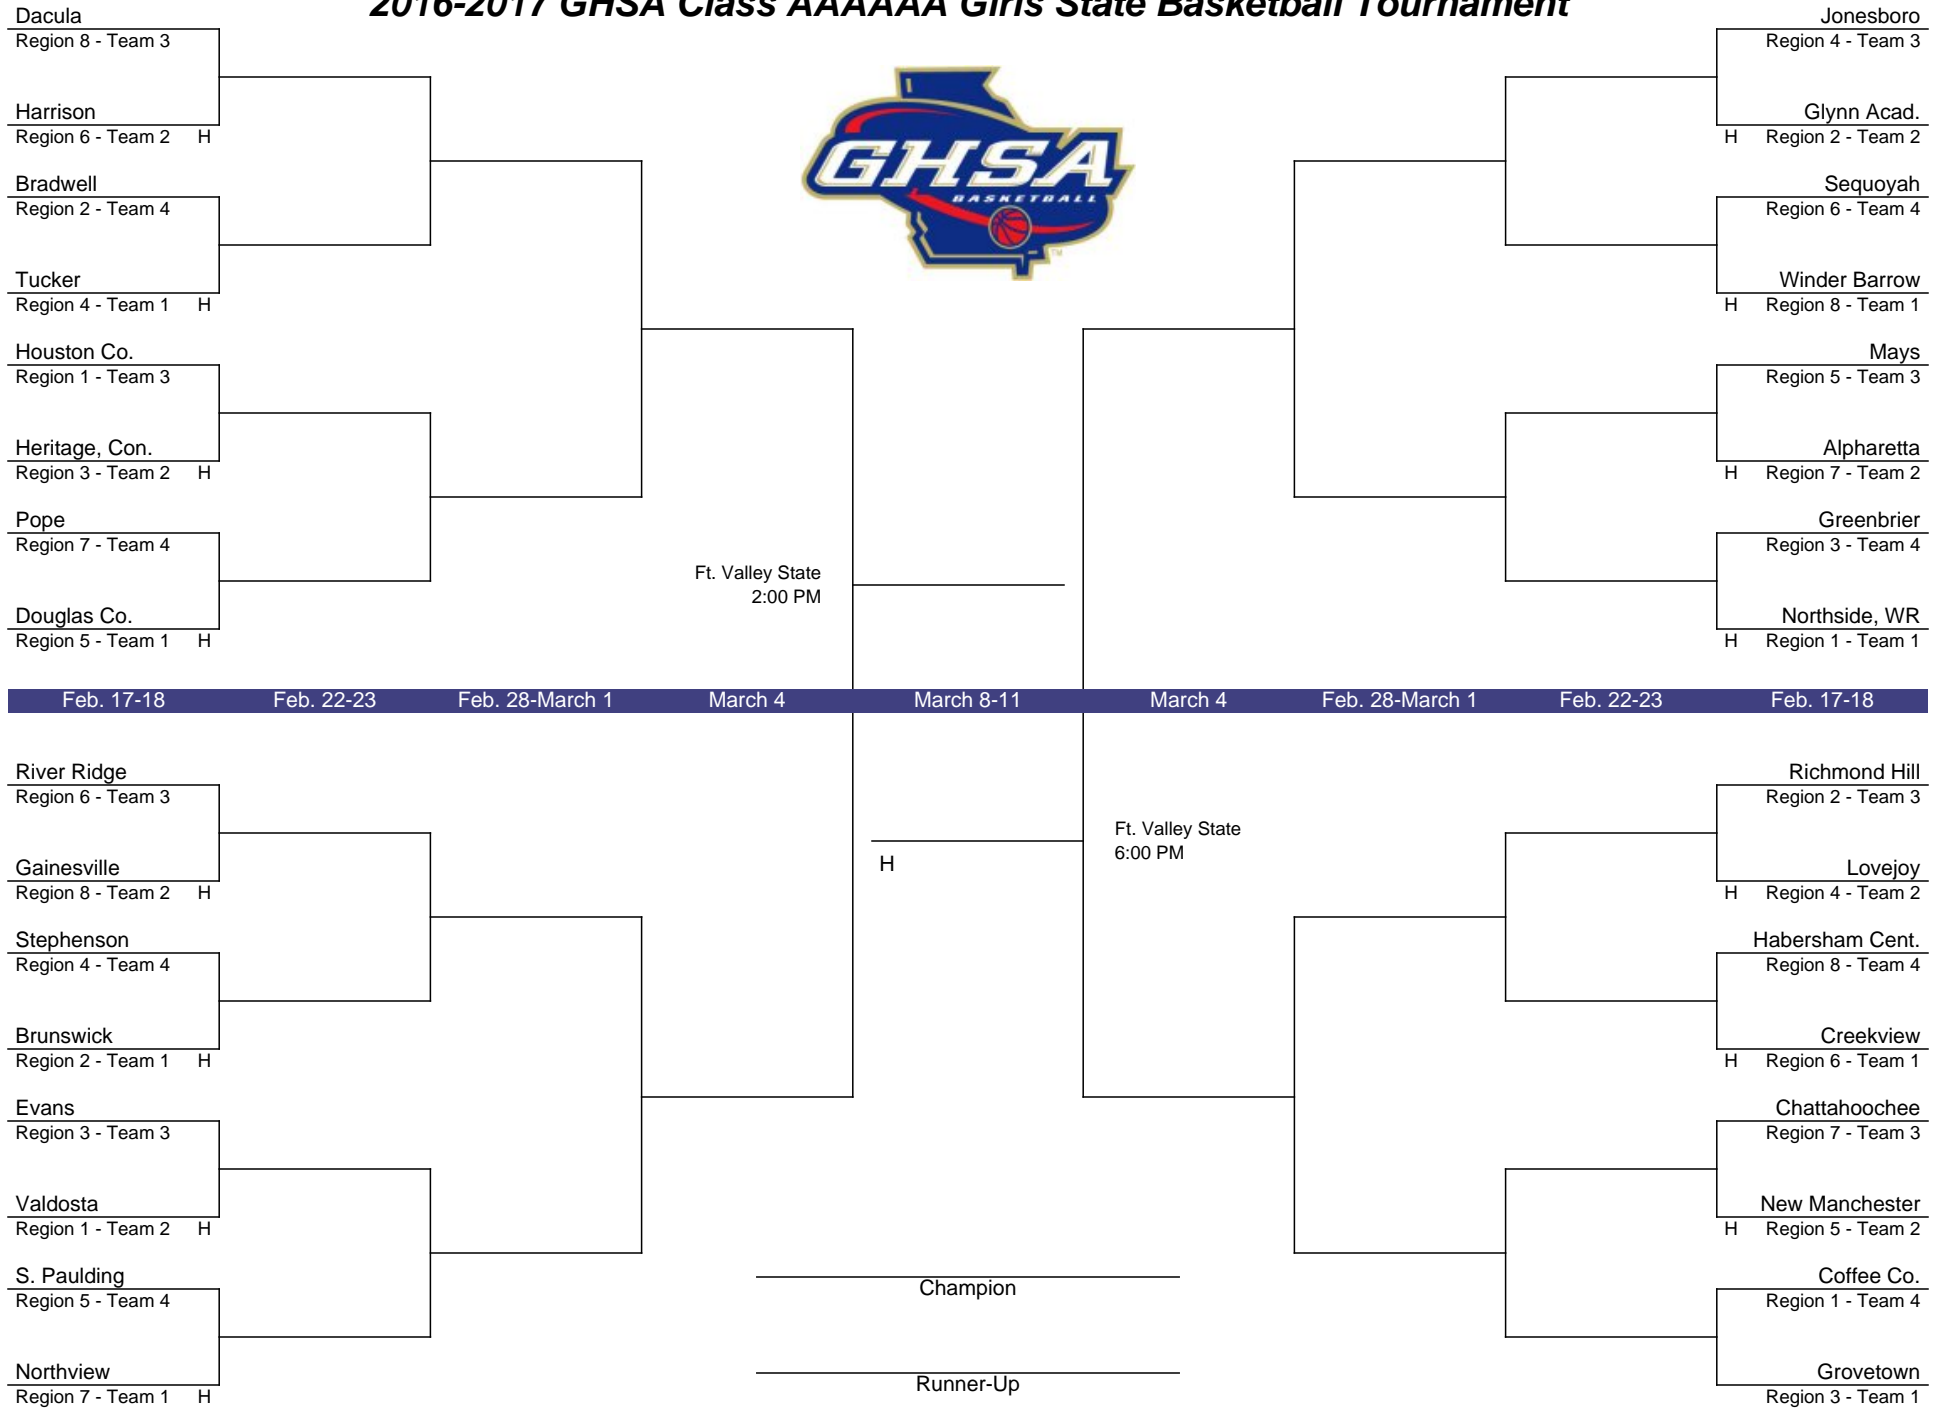 2016-2017 GHSA Class AAAAAA Girls State Basketball Tournament
Dacula
Region 8 - Team 3
Harrison
Region 6 - Team 2 H
Bradwell
Region 2 - Team 4
Tucker
Region 4 - Team 1 H
Houston Co.
Region 1 - Team 3
Heritage, Con.
Region 3 - Team 2 H
Pope
Region 7 - Team 4
Douglas Co.
Region 5 - Team 1 H
GHSA
BASKETBALL
TM
Ft. Valley State
2:00 PM
Jonesboro
Region 4 - Team 3
Glynn Acad.
H Region 2 - Team 2
Sequoyah
Region 6 - Team 4
Winder Barrow
H Region 8 - Team 1
Mays
Region 5 - Team 3
Alpharetta
H Region 7 - Team 2
Greenbrier
Region 3 - Team 4
Northside, WR
H Region 1 - Team 1
Feb. 17-18 Feb. 22-23 Feb. 28-March 1 March 4 March 8-11 March 4 Feb. 28-March 1 Feb. 22-23 Feb. 17-18
River Ridge
Region 6 - Team 3
Gainesville
Region 8 - Team 2 H
Stephenson
Region 4 - Team 4
Brunswick
Region 2 - Team 1 H
Evans
Region 3 - Team 3
Valdosta
Region 1 - Team 2 H
S. Paulding
Region 5 - Team 4
Northview
Region 7 - Team 1 H
H
Ft. Valley State
6:00 PM
Champion
Runner-Up
Richmond Hill
Region 2 - Team 3
Lovejoy
H Region 4 - Team 2
Habersham Cent.
Region 8 - Team 4
Creekview
H Region 6 - Team 1
Chattahoochee
Region 7 - Team 3
New Manchester
H Region 5 - Team 2
Coffee Co.
Region 1 - Team 4
Grovetown
Region 3 - Team 1